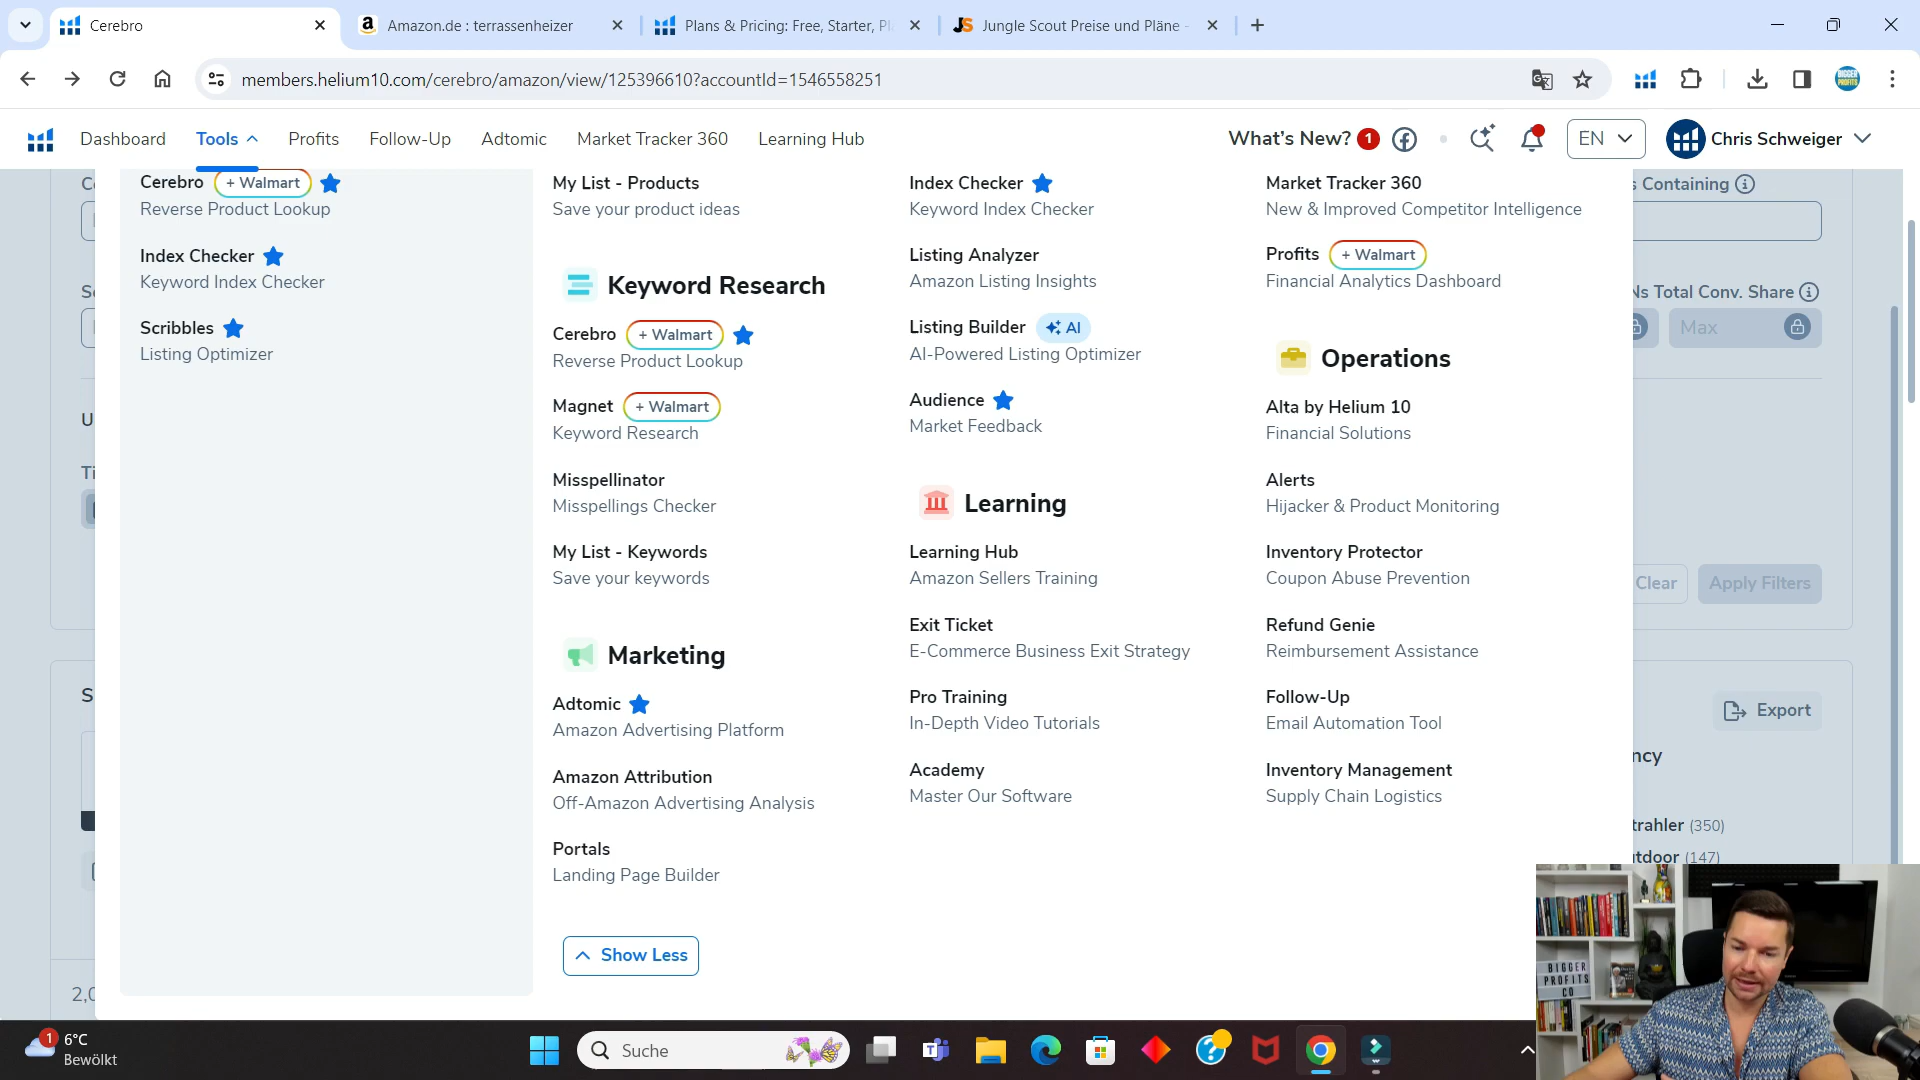 Cerebro
Amazon.de : terrassenheizer
Plans & Pricing: Free, Starter, Pl
Jungle Scout Preise und Pläne -
members.helium10.com/cerebro/amazon/view/125396610?accountId=1546558251
Dashboard
Tools
Profits
Follow-Up
Adtomic
Market Tracker 360
Learning Hub
What's New? 1
EN
Chris Schweiger
Cerebro + Walmart
Reverse Product Lookup
Index Checker
Keyword Index Checker
Scribbles
Listing Optimizer
My List - Products
Save your product ideas
Keyword Research
Cerebro + Walmart
Reverse Product Lookup
Magnet + Walmart
Keyword Research
Misspellinator
Misspellings Checker
My List - Keywords
Save your keywords
Marketing
Adtomic
Amazon Advertising Platform
Amazon Attribution
Off-Amazon Advertising Analysis
Portals
Landing Page Builder
Show Less
Index Checker
Keyword Index Checker
Listing Analyzer
Amazon Listing Insights
Listing Builder AI
AI-Powered Listing Optimizer
Audience
Market Feedback
Learning
Learning Hub
Amazon Sellers Training
Exit Ticket
E-Commerce Business Exit Strategy
Pro Training
In-Depth Video Tutorials
Academy
Master Our Software
Market Tracker 360
New & Improved Competitor Intelligence
Profits + Walmart
Financial Analytics Dashboard
Operations
Alta by Helium 10
Financial Solutions
Alerts
Hijacker & Product Monitoring
Inventory Protector
Coupon Abuse Prevention
Refund Genie
Reimbursement Assistance
Follow-Up
Email Automation Tool
Inventory Management
Supply Chain Logistics
s Containing
Ns Total Conv. Share
Max
Clear
Apply Filters
Export
ncy
trahler (350)
tdoor (147)
BIGGER
PROFITS
CO
1
6°C
Bewölkt
Suche